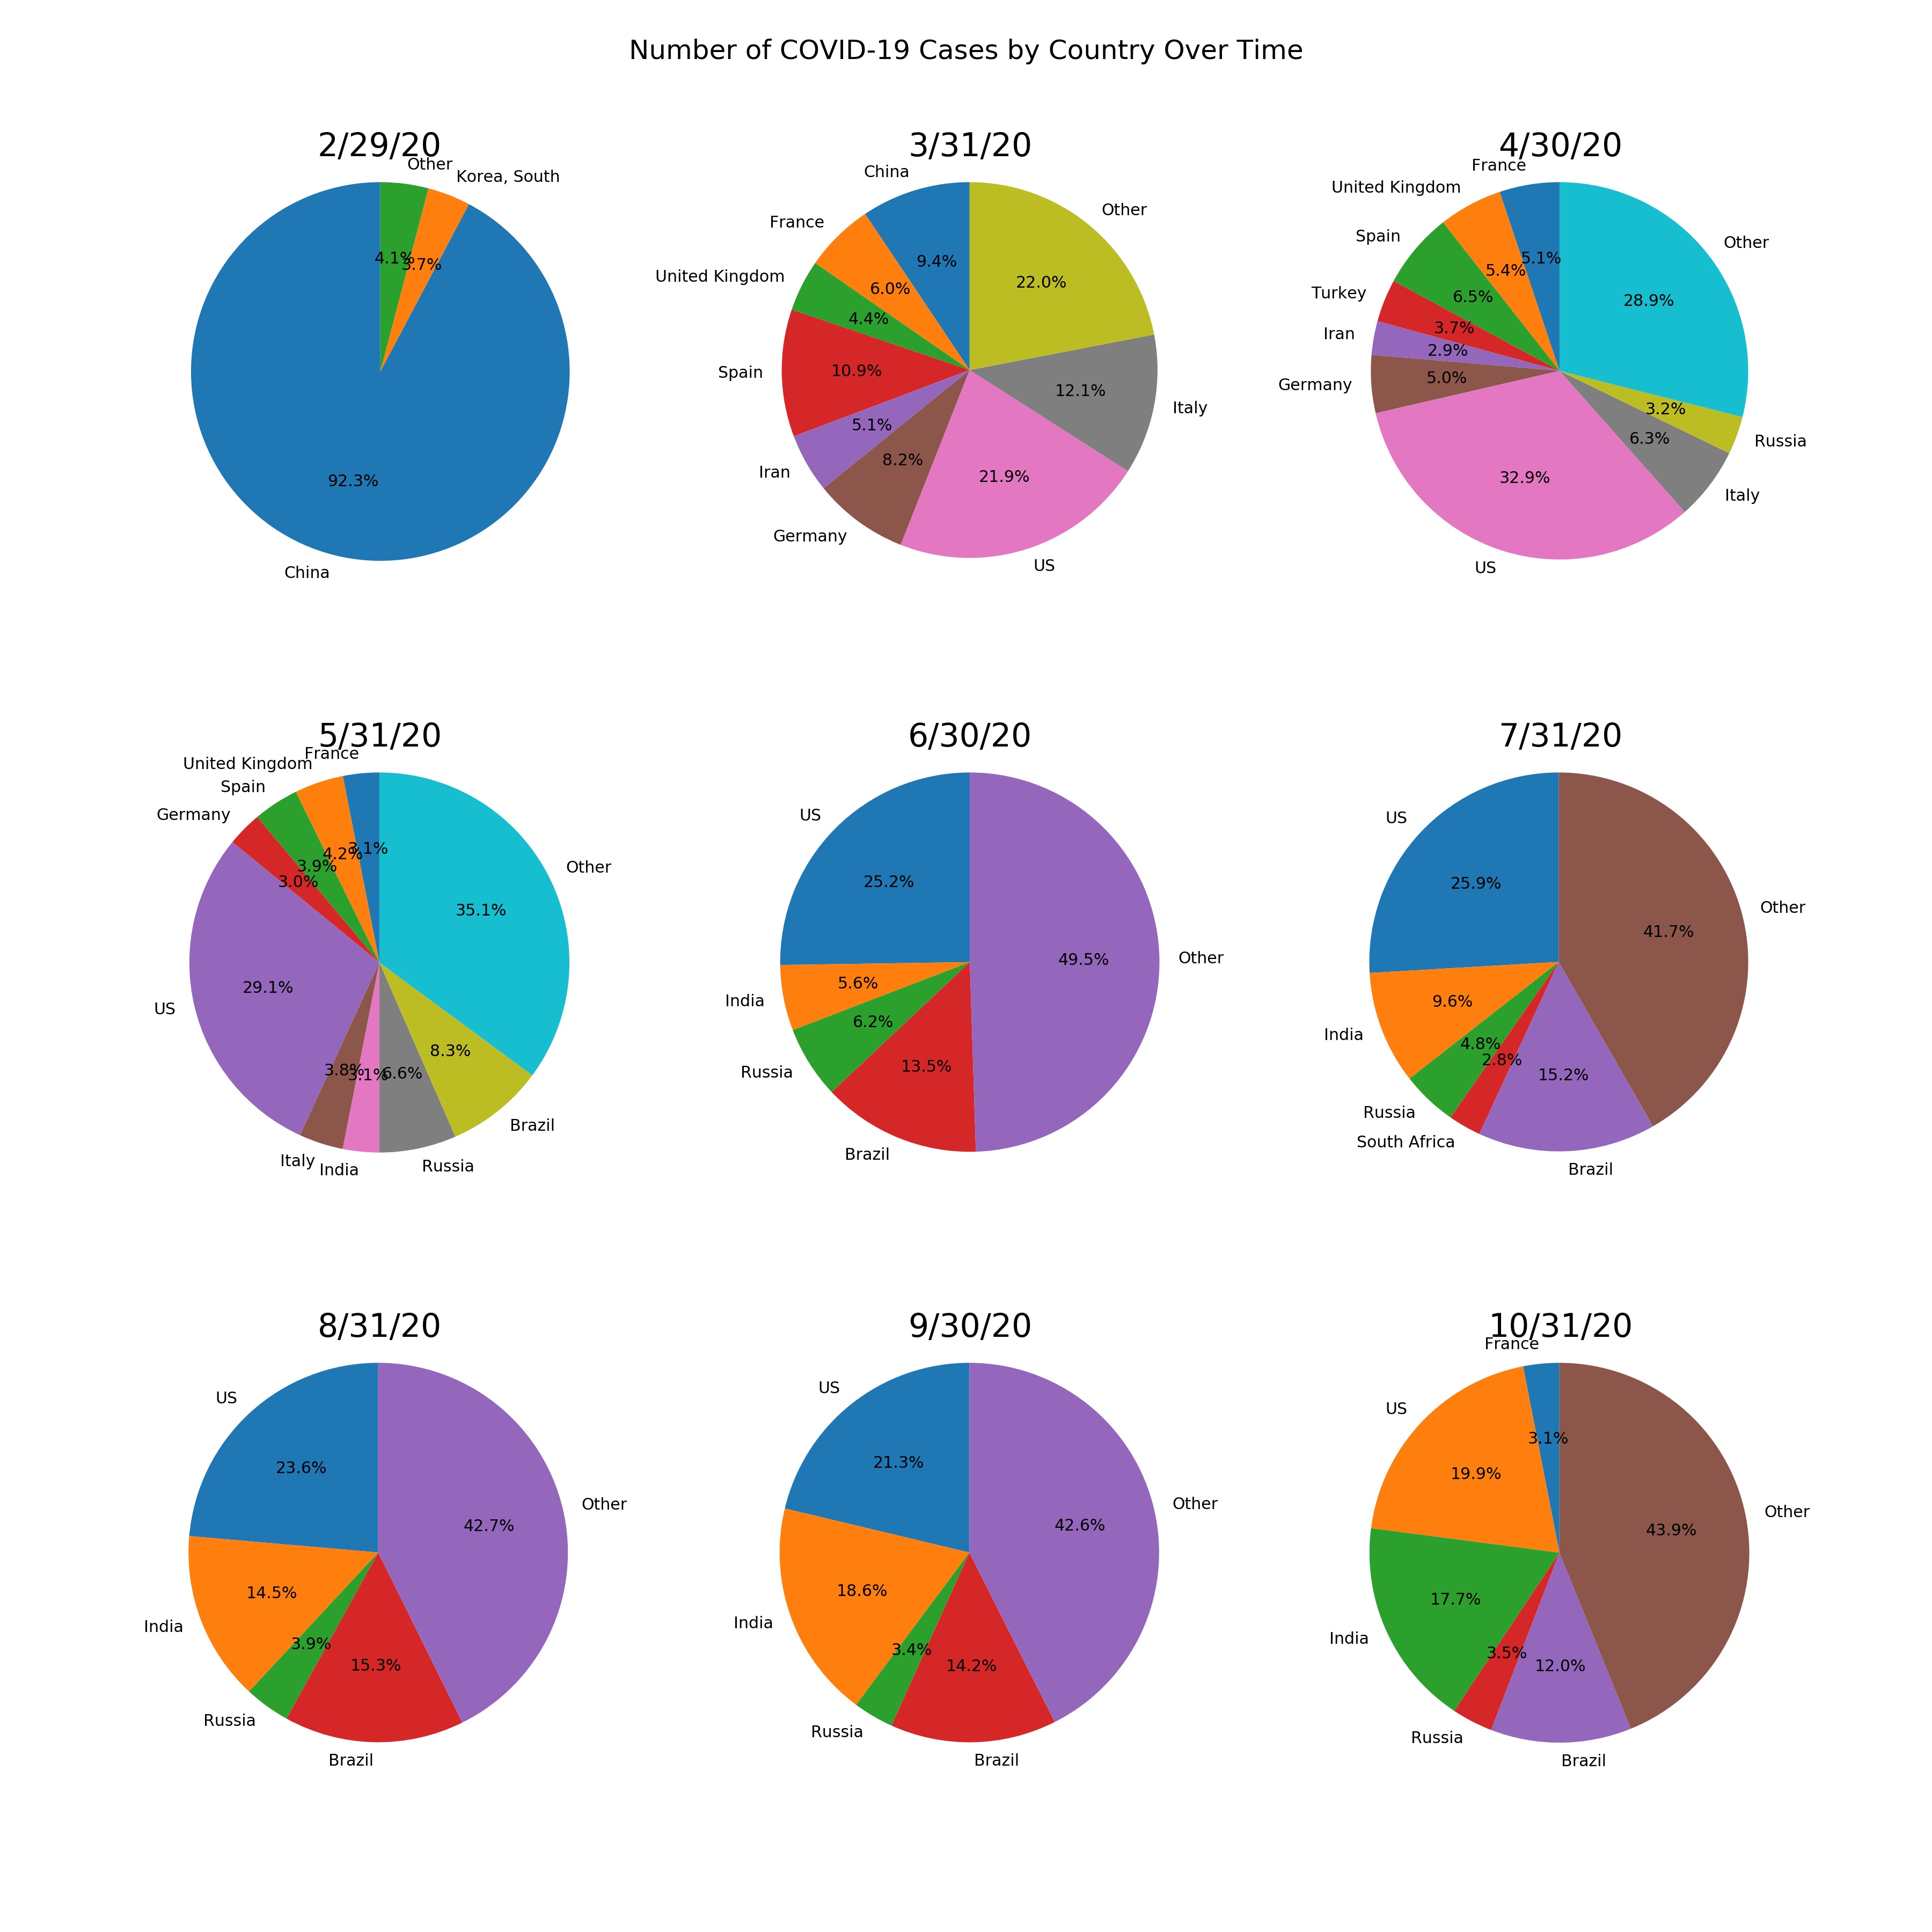 Number of COVID-19 Cases by Country Over Time
2/29/20
Other
Korea, South
4.1%
3.7%
92.3%
China
3/31/20
China
France
United Kingdom
Spain
Iran
Germany
US
Italy
Other
9.4%
6.0%
4.4%
10.9%
5.1%
8.2%
21.9%
12.1%
22.0%
4/30/20
France
United Kingdom
Spain
Turkey
Iran
Germany
US
Italy
Russia
Other
5.1%
5.4%
6.5%
3.7%
2.9%
5.0%
32.9%
6.3%
3.2%
28.9%
5/31/20
France
United Kingdom
Spain
Germany
US
Italy
India
Russia
Brazil
Other
3.1%
4.2%
3.9%
3.0%
29.1%
3.8%
3.1%
6.6%
8.3%
35.1%
6/30/20
US
India
Russia
Brazil
Other
25.2%
5.6%
6.2%
13.5%
49.5%
7/31/20
US
India
Russia
South Africa
Brazil
Other
25.9%
9.6%
4.8%
2.8%
15.2%
41.7%
8/31/20
US
India
Russia
Brazil
Other
23.6%
14.5%
3.9%
15.3%
42.7%
9/30/20
US
India
Russia
Brazil
Other
21.3%
18.6%
3.4%
14.2%
42.6%
10/31/20
France
US
India
Russia
Brazil
Other
3.1%
19.9%
17.7%
3.5%
12.0%
43.9%